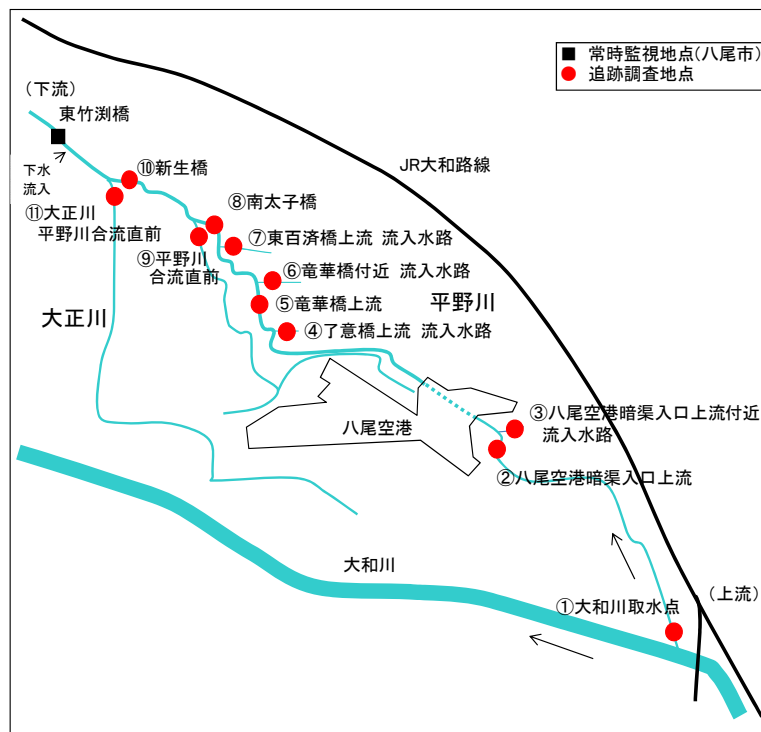 常時監視地点(八尾市)
追跡調査地点
(下流)
東竹渕橋
JR大和路線
下水
流入
⑩新生橋
⑪大正川
平野川合流直前
⑧南太子橋
⑦東百済橋上流 流入水路
⑨平野川
合流直前
⑥竜華橋付近 流入水路
平野川
⑤竜華橋上流
大正川
④了意橋上流 流入水路
八尾空港
③八尾空港暗渠入口上流付近
流入水路
②八尾空港暗渠入口上流
大和川
(上流)
①大和川取水点